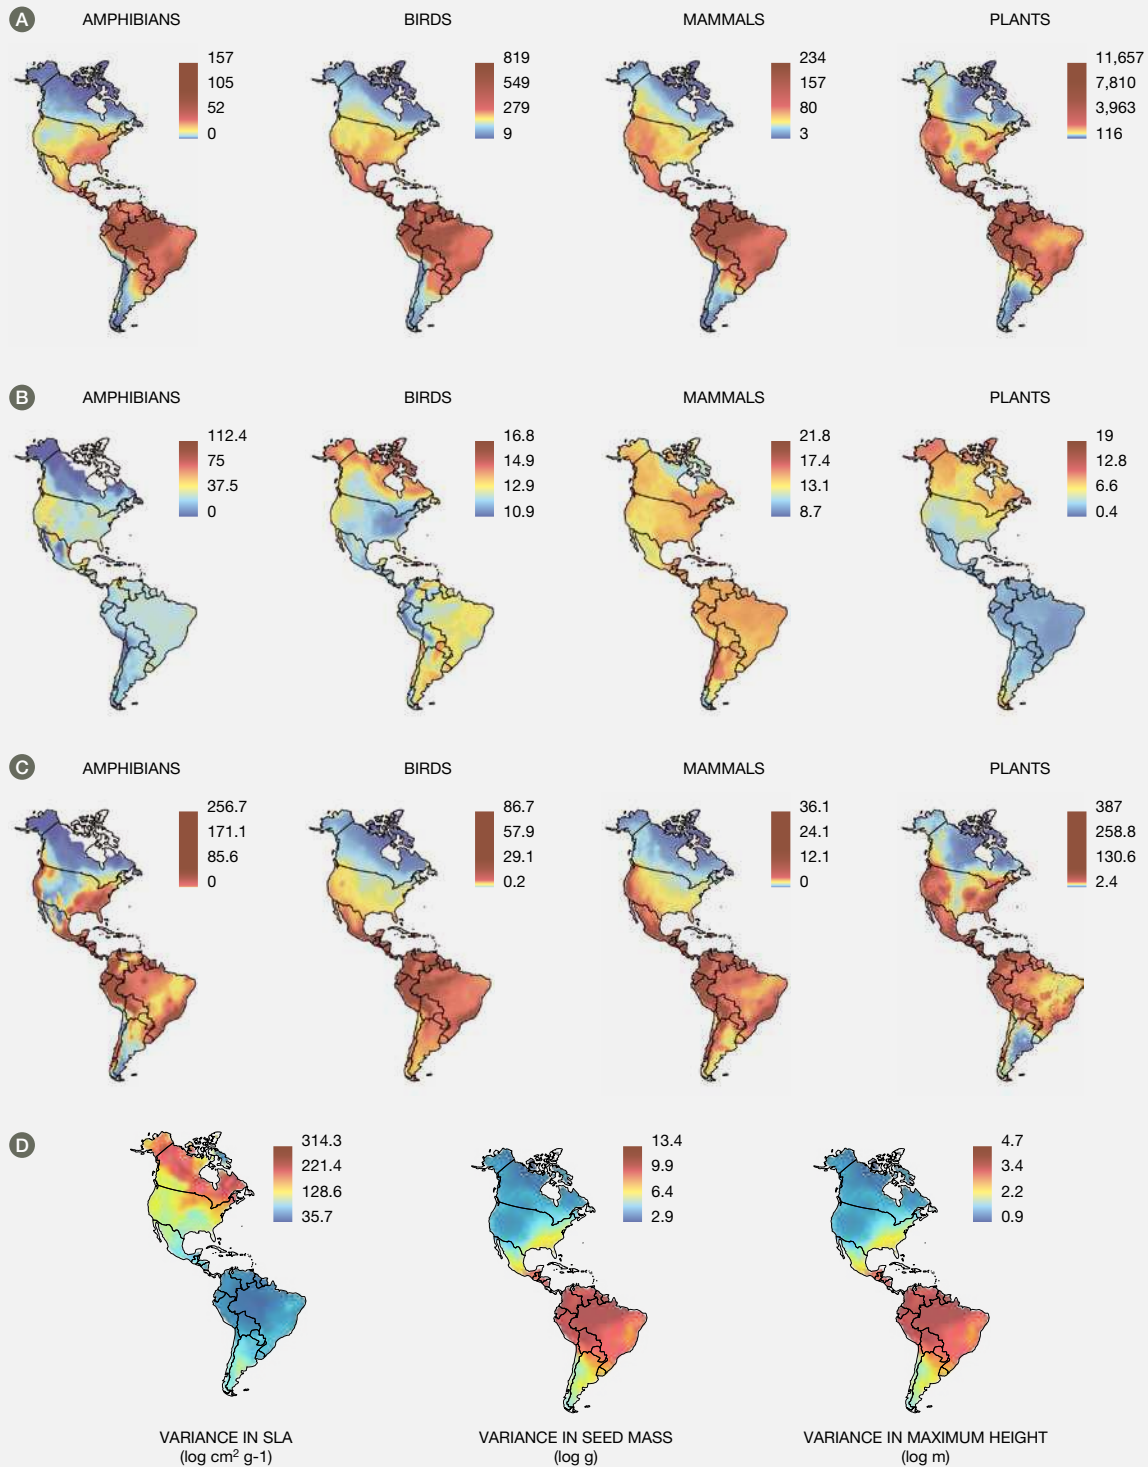 A
AMPHIBIANS
BIRDS
MAMMALS
PLANTS
157
105
52
0
819
549
279
9
234
157
80
3
11,657
7,810
3,963
116
B
AMPHIBIANS
BIRDS
MAMMALS
PLANTS
112.4
75
37.5
0
16.8
14.9
12.9
10.9
21.8
17.4
13.1
8.7
19
12.8
6.6
0.4
C
AMPHIBIANS
BIRDS
MAMMALS
PLANTS
256.7
171.1
85.6
0
86.7
57.9
29.1
0.2
36.1
24.1
12.1
0
387
258.8
130.6
2.4
D
314.3
221.4
128.6
35.7
13.4
9.9
6.4
2.9
4.7
3.4
2.2
0.9
VARIANCE IN SLA
(log cm² g-1)
VARIANCE IN SEED MASS
(log g)
VARIANCE IN MAXIMUM HEIGHT
(log m)